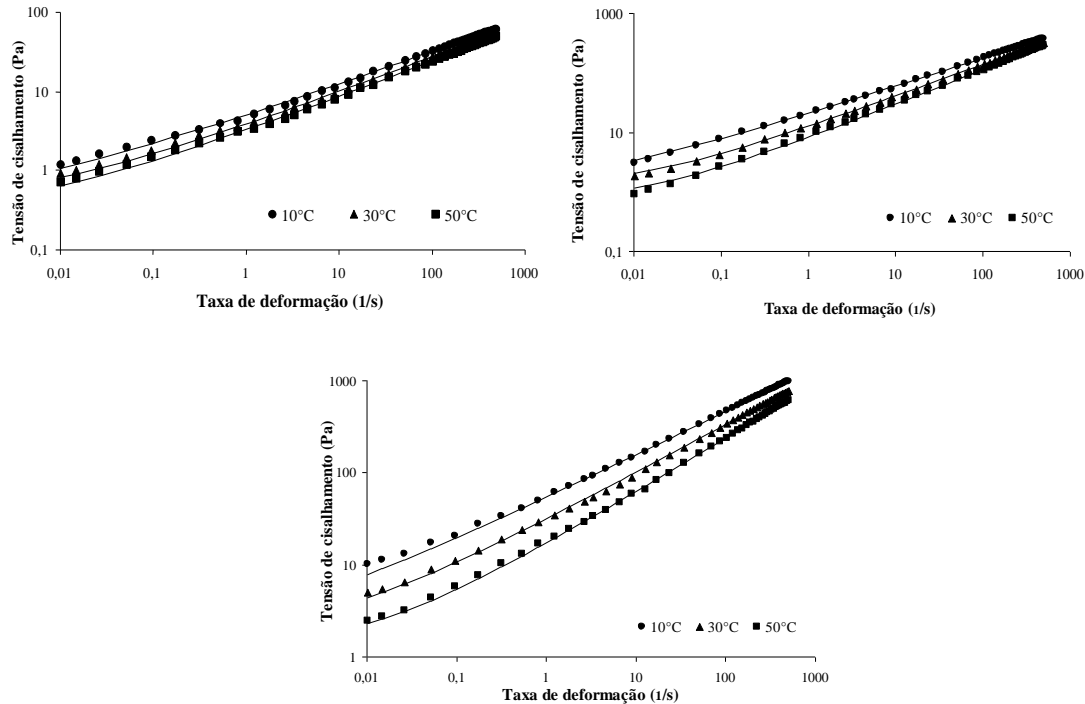 Tensão de cisalhamento (Pa)
100
10
1
0,1
0,01 0,1 1 10 100 1000
10°C 30°C 50°C
Taxa de deformação (1/s)
Tensão de cisalhamento (Pa)
1000
10
0,1
0,01 0,1 1 10 100 1000
10°C 30°C 50°C
Taxa de deformação (1/s)
Tensão de cisalhamento (Pa)
1000
100
10
1
0,01 0,1 1 10 100 1000
10°C 30°C 50°C
Taxa de deformação (1/s)